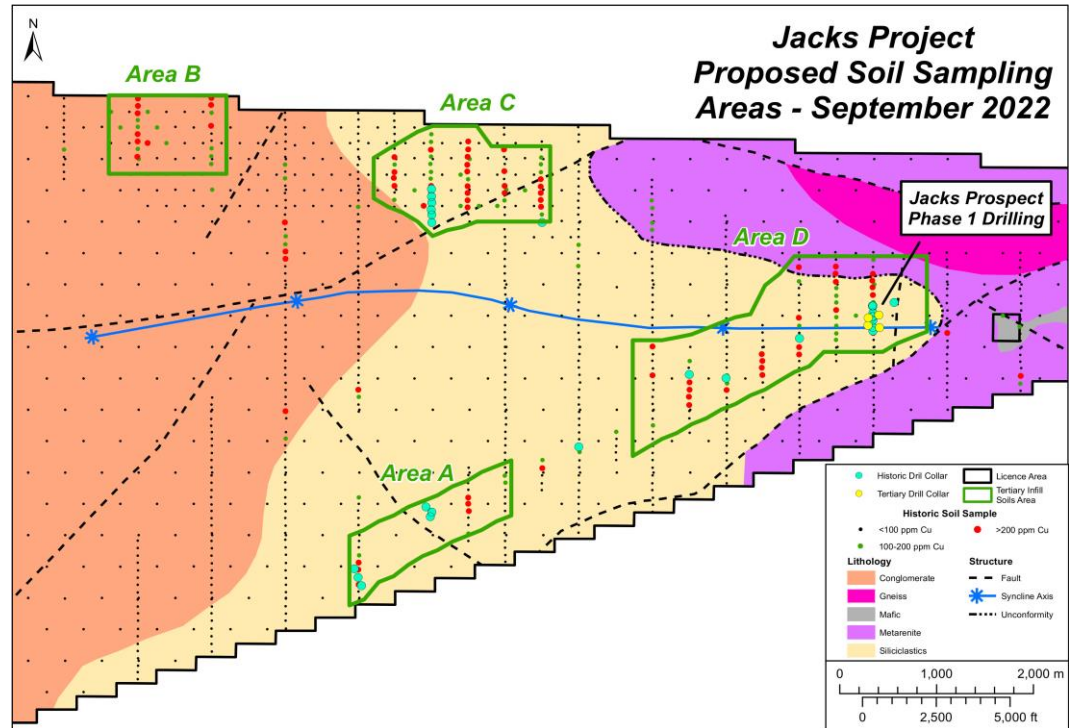 N
Jacks Project
Proposed Soil Sampling
Areas - September 2022
Area B
Area C
Jacks Prospect
Phase 1 Drilling
Area D
Area A
Historic Dril Collar
Licence Area
Tertiary Drill Collar
Tertiary Infill
Soils Area
Historic Soil Sample
<100 ppm Cu
>200 ppm Cu
100-200 ppm Cu
Lithology
Structure
Conglomerate
Fault
Gneiss
Syncline Axis
Mafic
Unconformity
Metarenite
Siliciclastics
0 1,000 2,000 m
0 2,500 5,000 ft